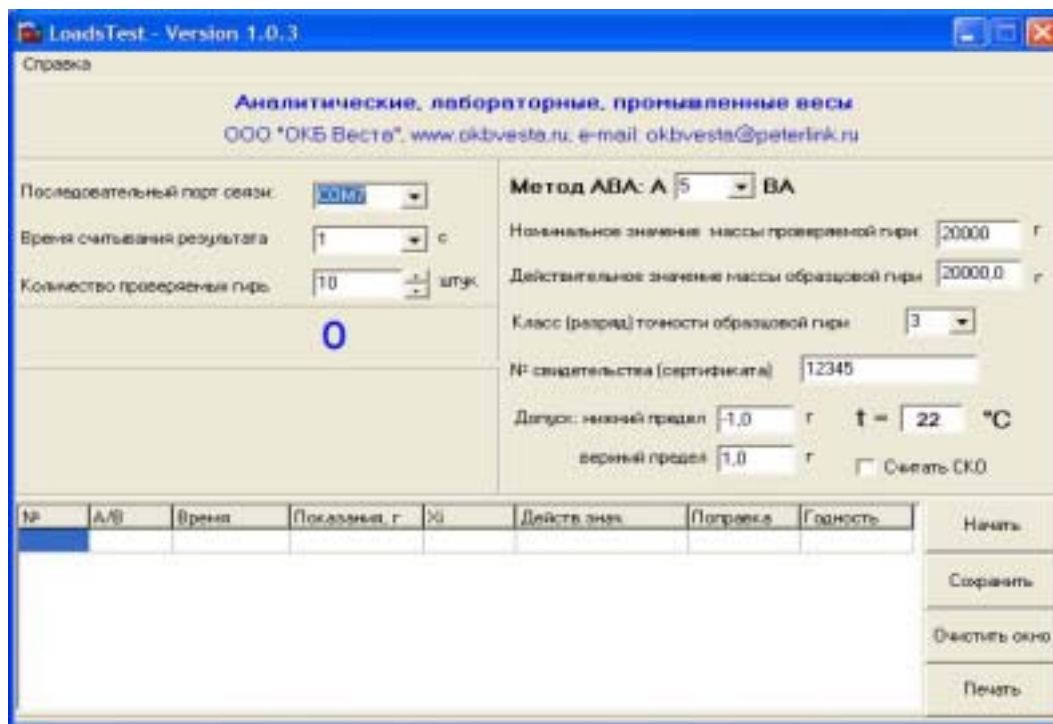 LoadsTest - Version 1.0.3
Справка
Аналитические, лабораторные, промышленные весы
ООО "ОКБ Веста", www.okbvesta.ru, e-mail: okbvesta@peterlink.ru
Последовательный порт связи: COM7
Время считывания результата 1 с
Количество проверяемых гирь 10 штук
0
Метод АВА: А 5 ВА
Номинальное значение массы проверяемой гири 20000 г
Действительное значение массы образцовой гири 20000,0 г
Класс (разряд) точности образцовой гири 3
№ свидетельства (сертификата) 12345
Допуск: нижний предел -1,0 г t = 22 °C
верхний предел 1,0 г Считать СКО
№ А/В Время Показания, г Xi Действ.знач. Поправка Годность
Начать
Сохранить
Очистить окно
Печать